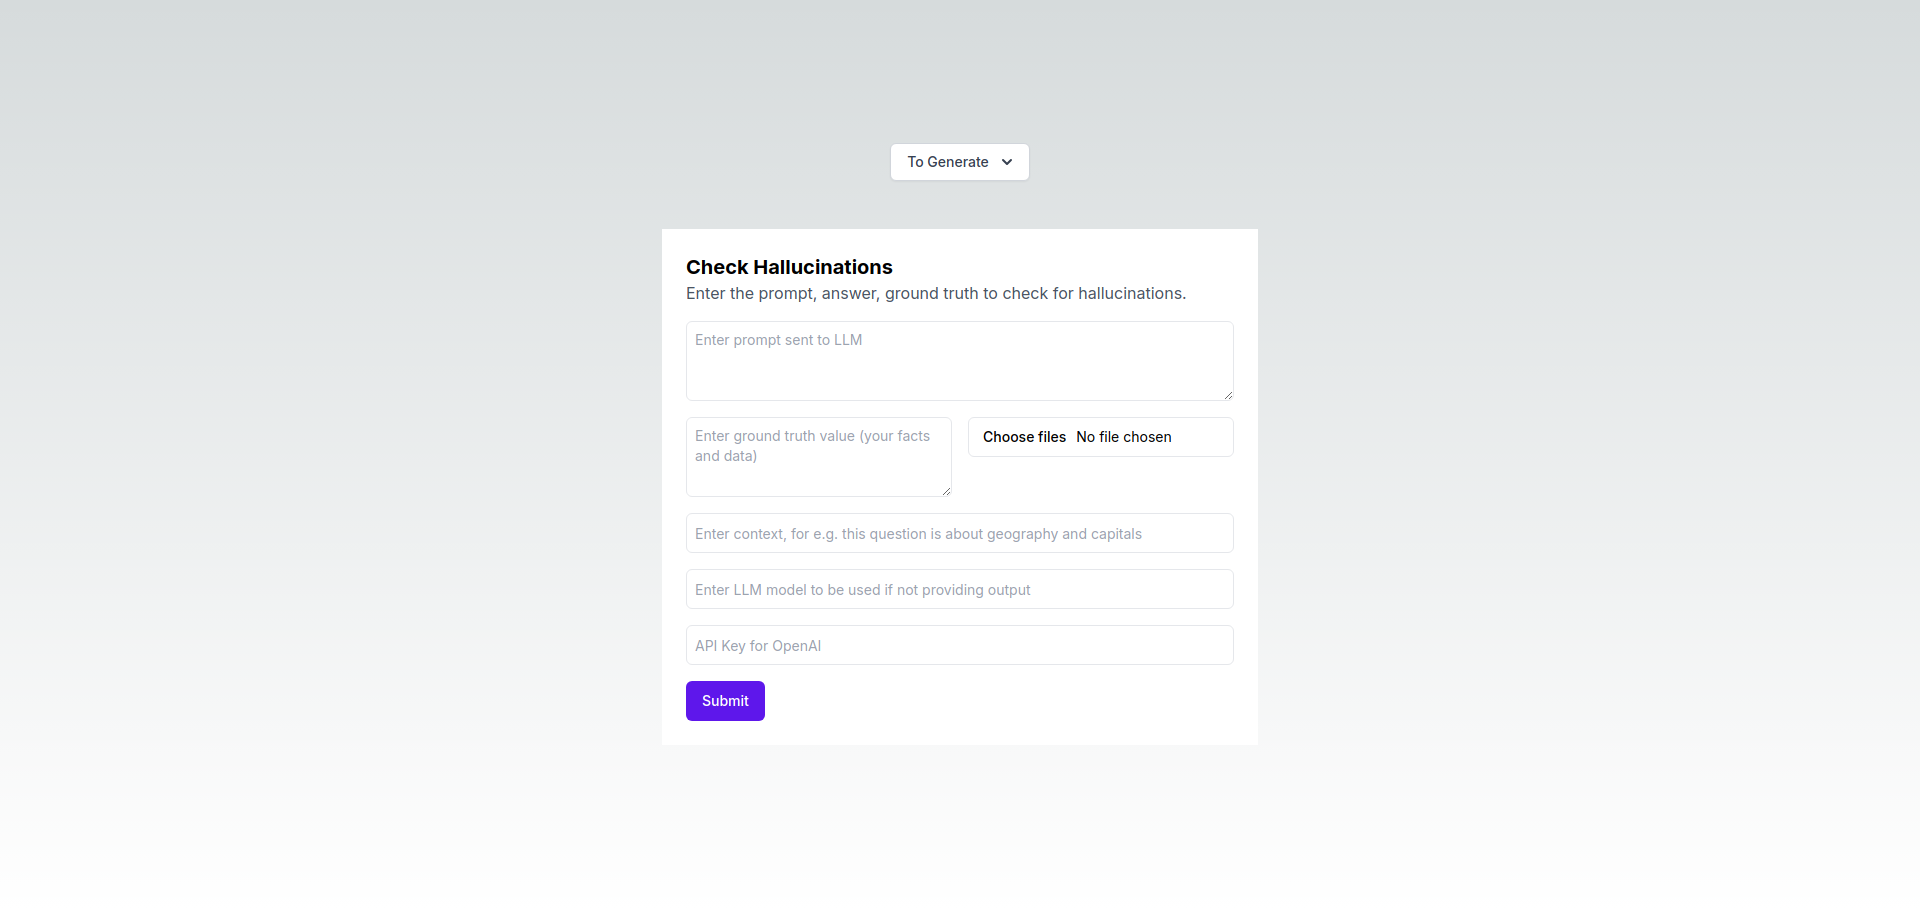 To Generate
Check Hallucinations
Enter the prompt, answer, ground truth to check for hallucinations.
Enter prompt sent to LLM
Enter ground truth value (your facts
and data)
Choose files No file chosen
Enter context, for e.g. this question is about geography and capitals
Enter LLM model to be used if not providing output
API Key for OpenAI
Submit